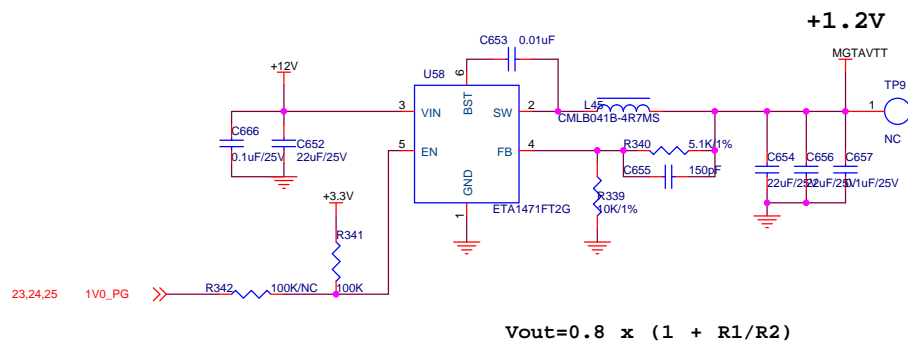 +1.2V
MGTAVTT
C653 0.01uF
U58
+12V
6
BST
TP9
3 VIN
SW 2
L45
CMLB041B-4R7MS
1
NC
C666
0.1uF/25V
C652
22uF/25V
5 EN
FB 4
R340 5.1K/1%
C655 150pF
GND
1
ETA1471FT2G
R339
10K/1%
C654
22uF/25V
C656
22uF/25V
C657
0.1uF/25V
+3.3V
R341
100K
23,24,25 1V0_PG
R342 100K/NC
Vout=0.8 x (1 + R1/R2)